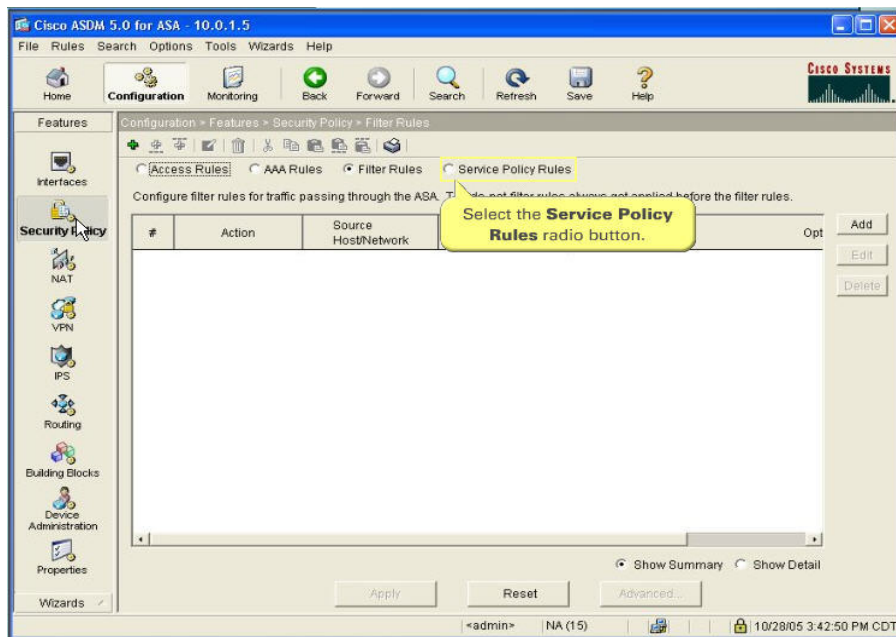 Cisco ASDM 5.0 for ASA - 10.0.1.5
File Rules Search Options Tools Wizards Help
Home Configuration Monitoring Back Forward Search Refresh Save Help
CISCO SYSTEMS
Features
Configuration > Features > Security Policy > Filter Rules
Interfaces
Security Policy
NAT
VPN
IPS
Routing
Building Blocks
Device Administration
Properties
Wizards
Access Rules AAA Rules Filter Rules Service Policy Rules
Configure filter rules for traffic passing through the ASA. before the filter rules.
Select the Service Policy
Rules radio button.
# Action Source Host/Network Opt
Add
Edit
Delete
Show Summary Show Detail
Apply Reset Advanced...
<admin> NA (15) 10/28/05 3:42:50 PM CDT